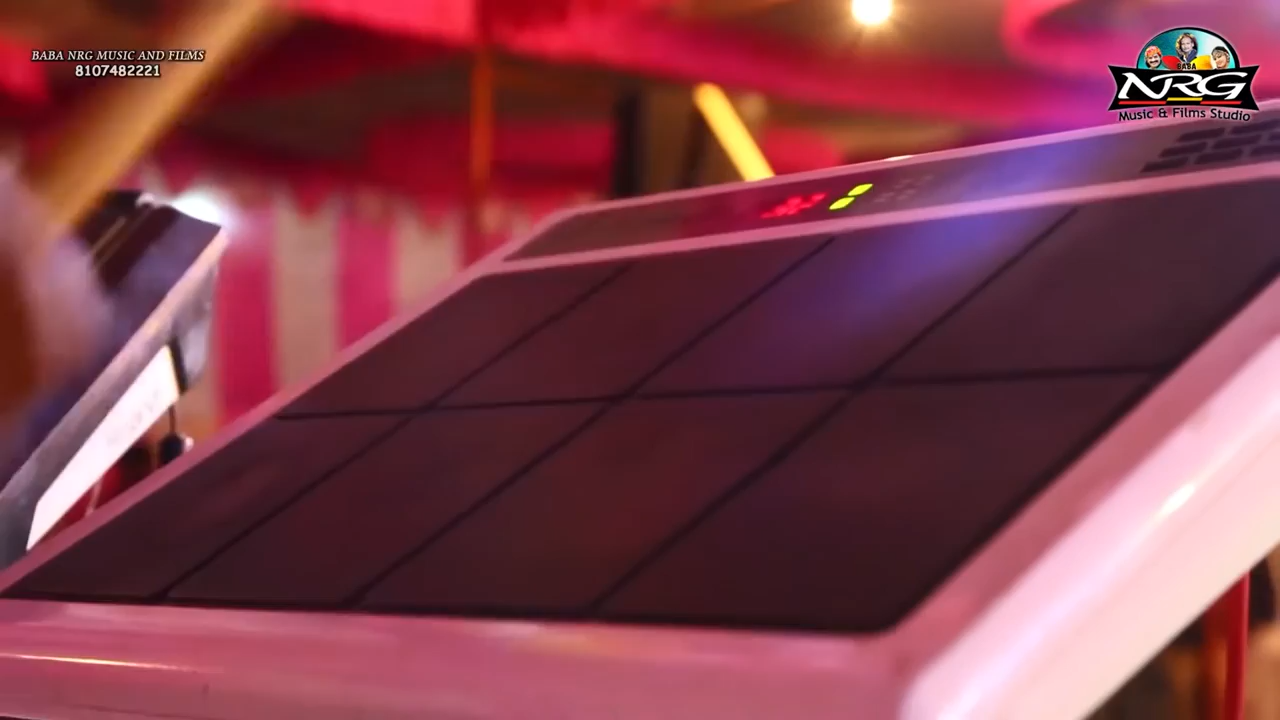 BABA NRG MUSIC AND FILMS
8107482221
BABA
NRG
Music & Films Studio